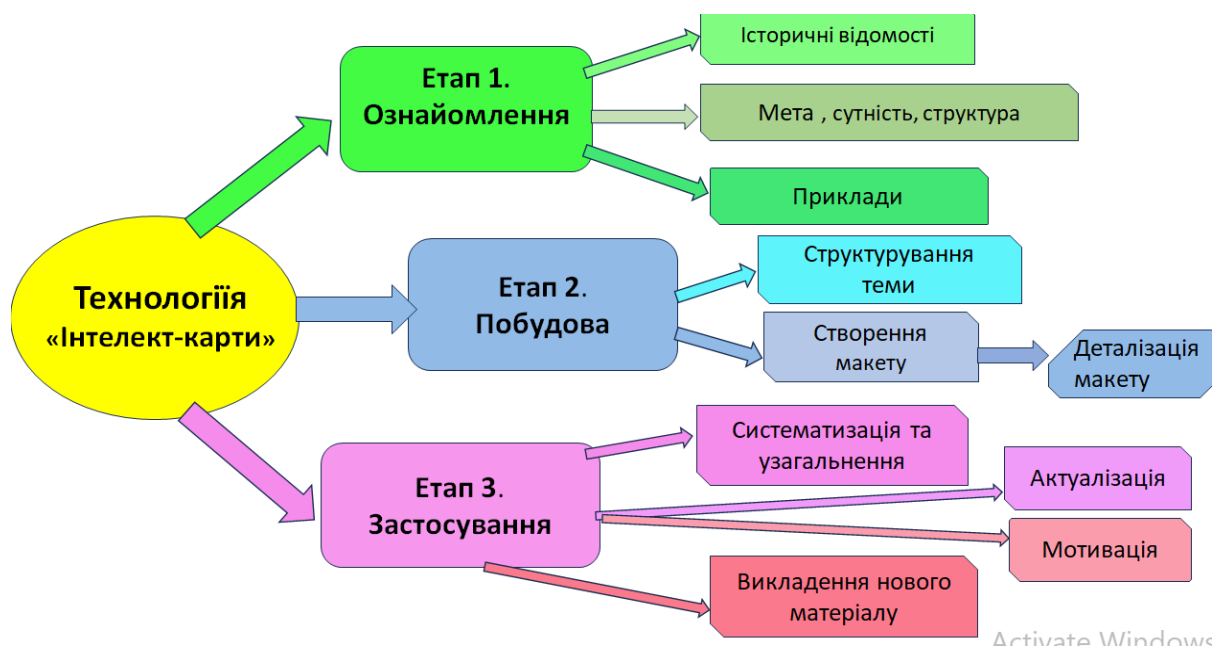 Історичні відомості
Етап 1.
Ознайомлення
Мета , сутність, структура
Приклади
Технологіїя
«Інтелект-карти»
Етап 2.
Побудова
Структурування
теми
Створення
макету
Деталізація
макету
Етап 3.
Застосування
Систематизація та
узагальнення
Актуалізація
Мотивація
Викладення нового
матеріалу
Activate Windows